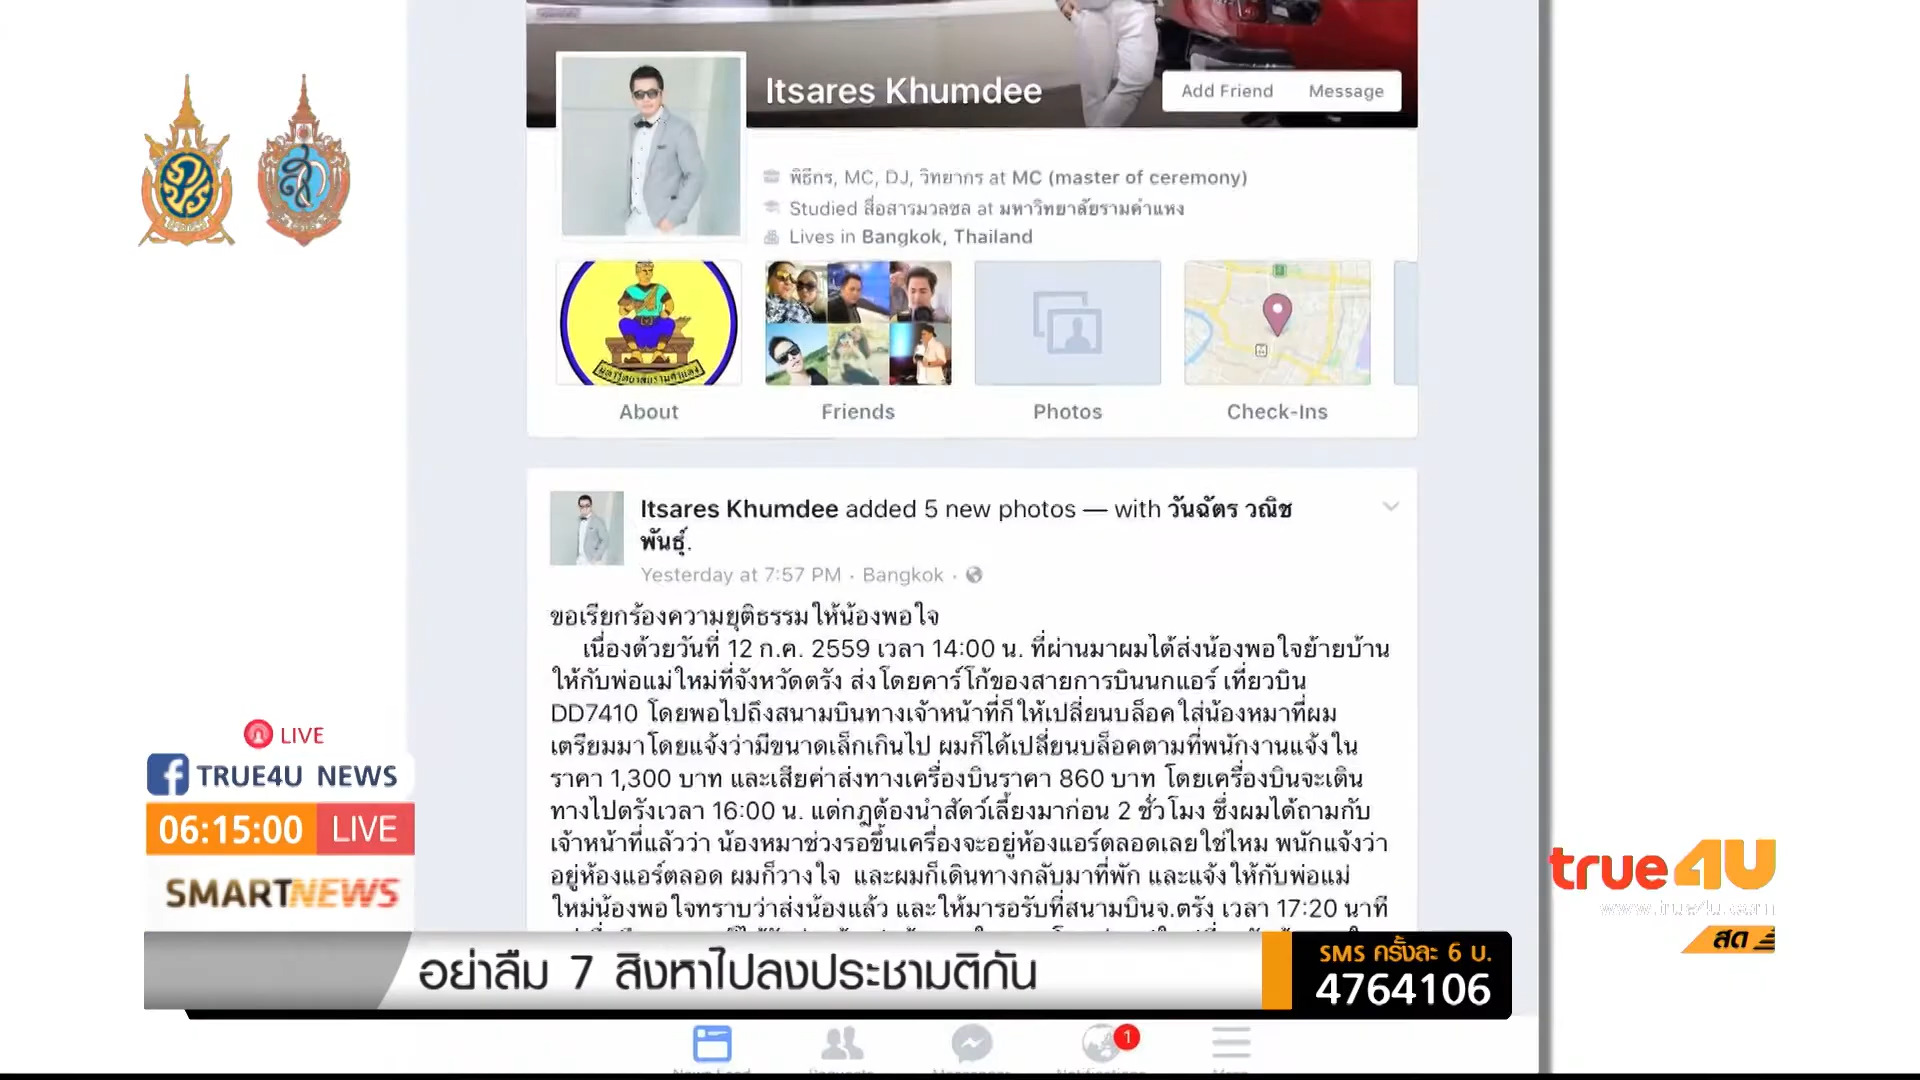 Itsares Khumdee
Add Friend
Message
พิธีกร, MC, DJ, วิทยากร at MC (master of ceremony)
Studied สื่อสารมวลชล at มหาวิทยาลัยรามคำแหง
Lives in Bangkok, Thailand
มหาวิทยาลัยรามคำแหง
About
Friends
Photos
Check-Ins
Itsares Khumdee added 5 new photos — with วันฉัตร วณิช
พันธุ์.
Yesterday at 7:57 PM · Bangkok ·
ขอเรียกร้องความยุติธรรมให้น้องพอใจ
เนื่องด้วยวันที่ 12 ก.ค. 2559 เวลา 14:00 น. ที่ผ่านมาผมได้ส่งน้องพอใจย้ายบ้าน
ให้กับพ่อแม่ใหม่ที่จังหวัดตรัง ส่งโดยคาร์โก้ของสายการบินนกแอร์ เที่ยวบิน
DD7410 โดยพอไปถึงสนามบินทางเจ้าหน้าที่ก็ให้เปลี่ยนบล็อคใส่น้องหมาที่ผม
เตรียมมาโดยแจ้งว่ามีขนาดเล็กเกินไป ผมก็ได้เปลี่ยนบล็อคตามที่พนักงานแจ้งใน
ราคา 1,300 บาท และเสียค่าส่งทางเครื่องบินราคา 860 บาท โดยเครื่องบินจะเดิน
ทางไปตรังเวลา 16:00 น. แต่กฎต้องนำสัตว์เลี้ยงมาก่อน 2 ชั่วโมง ซึ่งผมได้ถามกับ
เจ้าหน้าที่แล้วว่า น้องหมาช่วงรอขึ้นเครื่องจะอยู่ห้องแอร์ตลอดเลยใช่ไหม พนักแจ้งว่า
อยู่ห้องแอร์ตลอด ผมก็วางใจ และผมก็เดินทางกลับมาที่พัก และแจ้งให้กับพ่อแม่
ใหม่น้องพอใจทราบว่าส่งน้องแล้ว และให้มารอรับที่สนามบินจ.ตรัง เวลา 17:20 นาที
LIVE
TRUE4U NEWS
06:15:00 LIVE
SMARTNEWS
true4U
www.true4u.com
สด
อย่าลืม 7 สิงหาไปลงประชามติกัน
SMS ครั้งละ 6 บ.
4764106
1